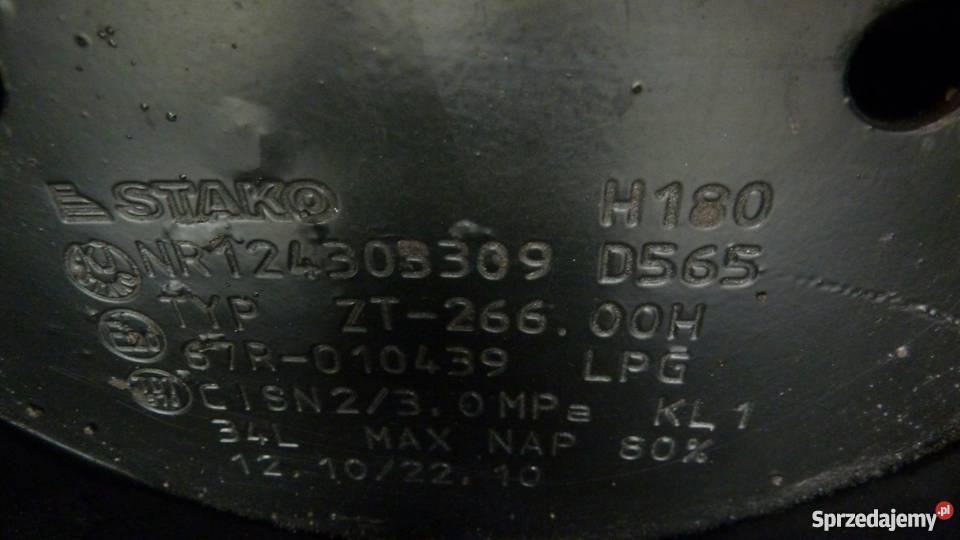 STAKO H180
NR124303309 D565
TYP ZT-266.00H
67R-010439 LPG
CISN2/3.0MPa KL1
34L MAX NAP 80%
12.10/22.10
Sprzedajemy.pl